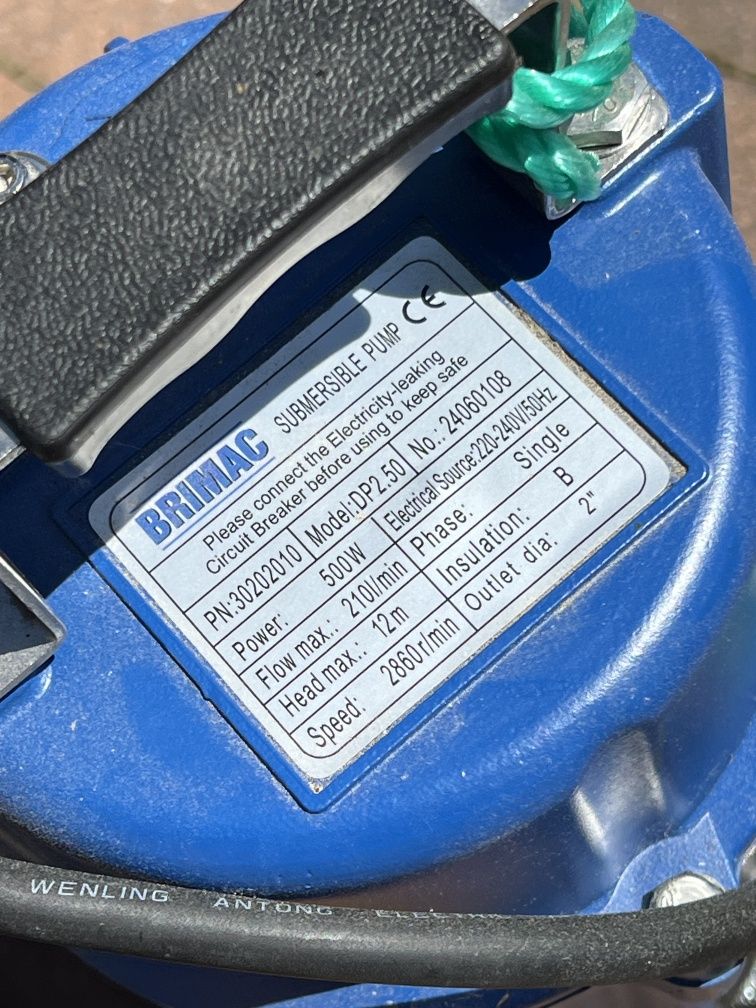 BRIMAC SUBMERSIBLE PUMP CE
Please connect the Electricity-leaking
Circuit Breaker before using to keep safe
PN:30202010 Model:DP2.50 No.: 24060108
Power: 500W Electrical Source:220-240V/50Hz
Flow max.: 210l/min Phase: Single
Head max.: 12m Insulation: B
Speed: 2860r/min Outlet dia: 2"
WENLING ANTONG